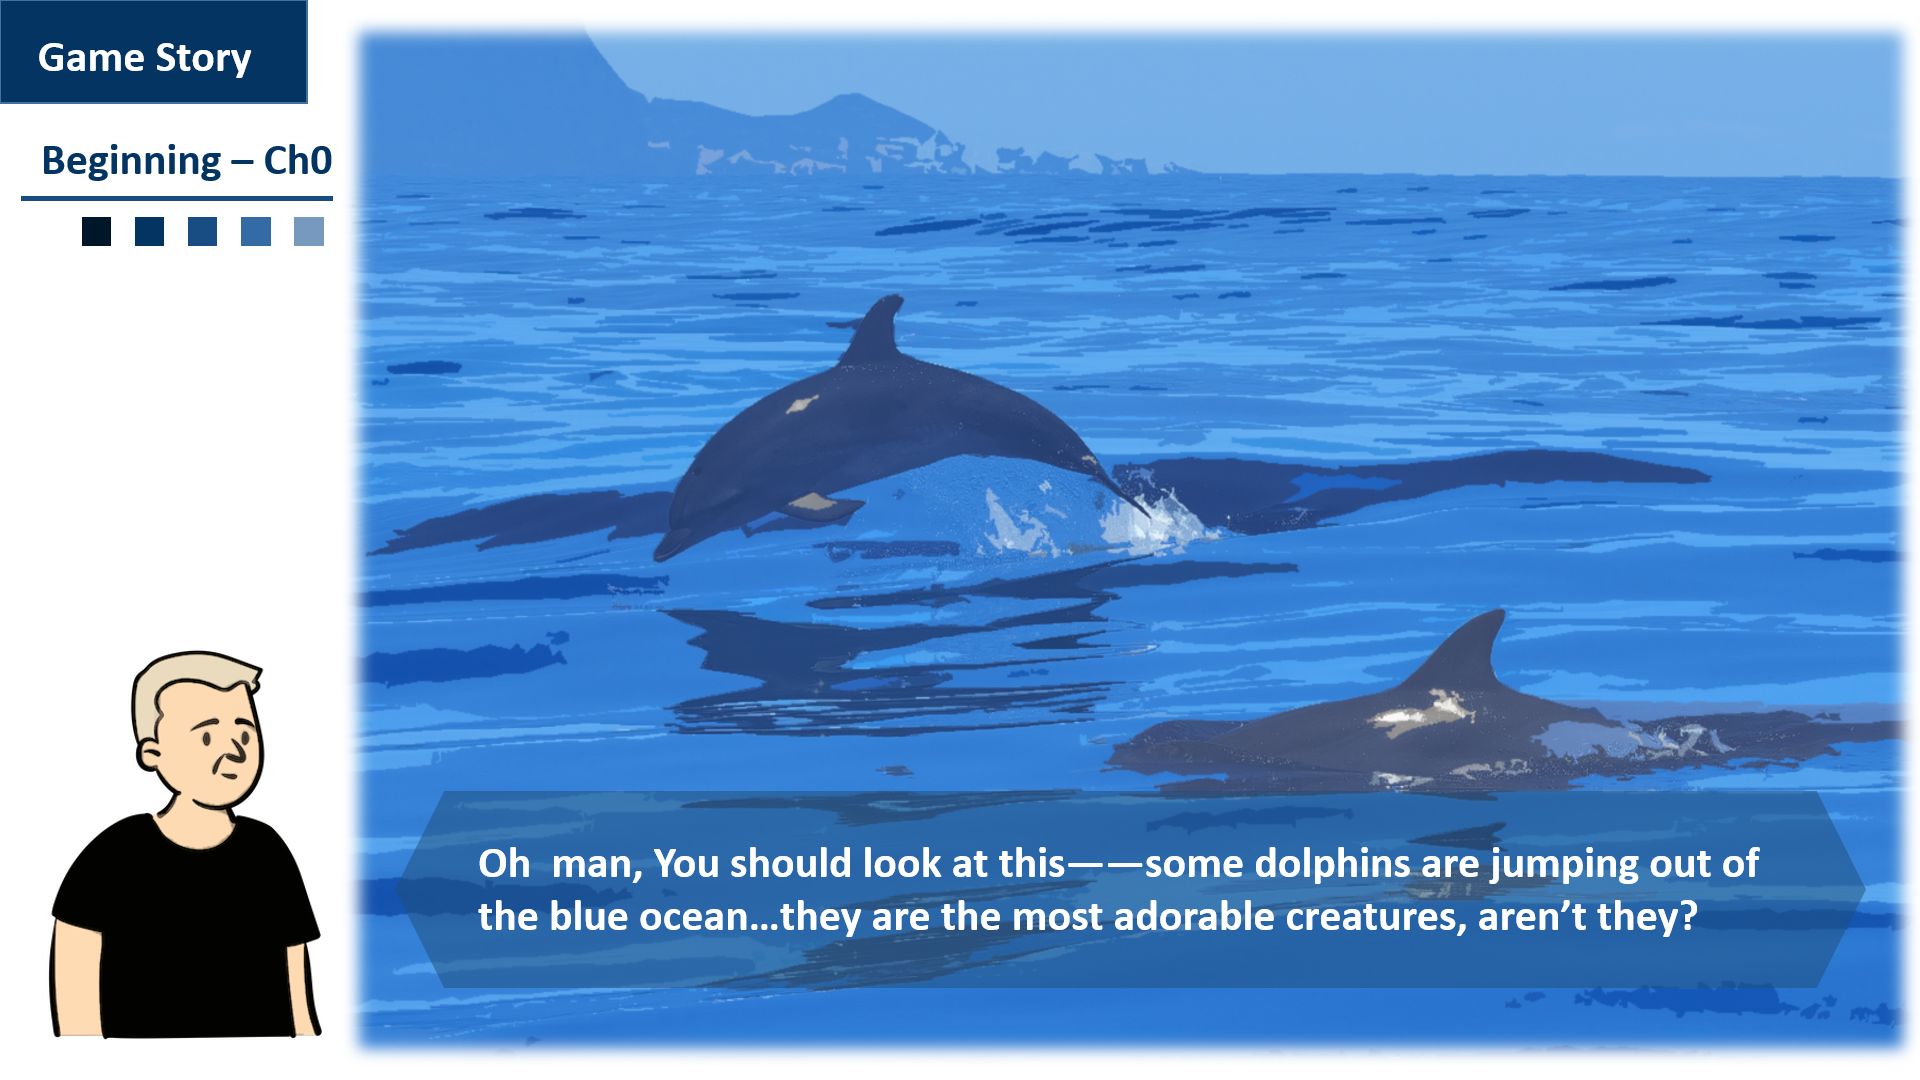 Game Story
Beginning – Ch0
Oh  man, You should look at this——some dolphins are jumping out of
the blue ocean...they are the most adorable creatures, aren’t they?